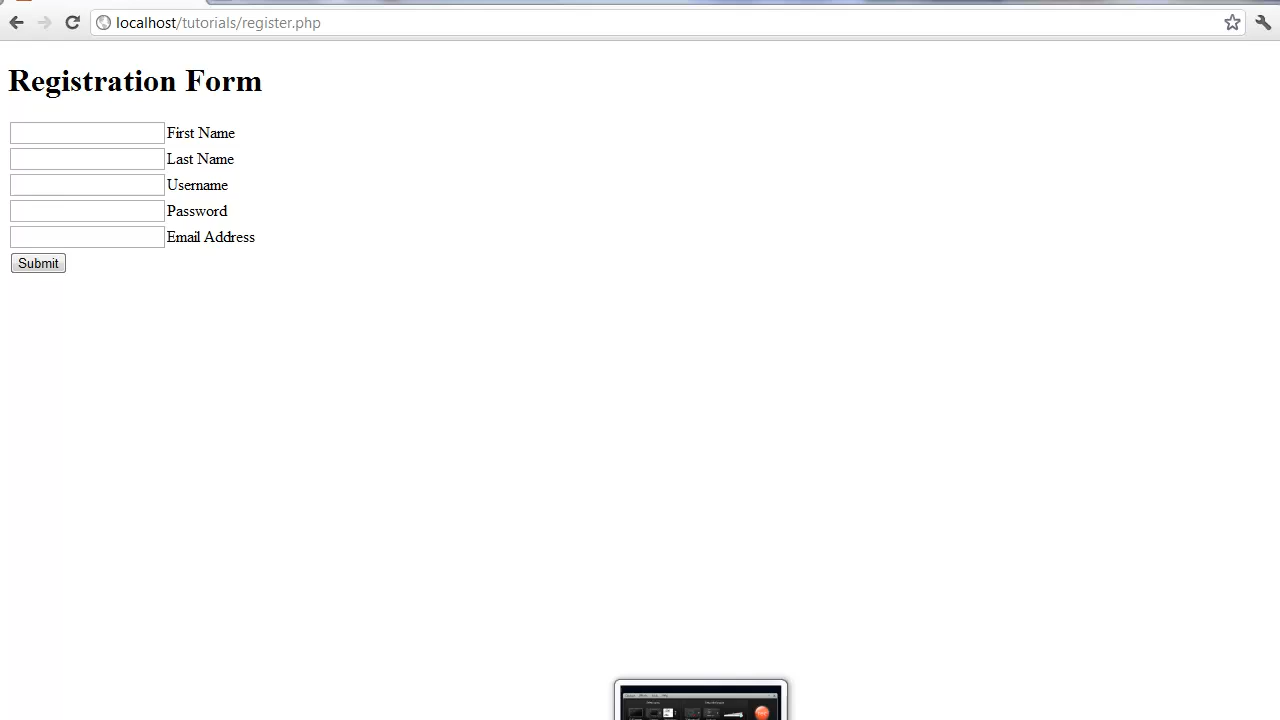 localhost/tutorials/register.php
Registration Form
First Name
Last Name
Username
Password
Email Address
Submit